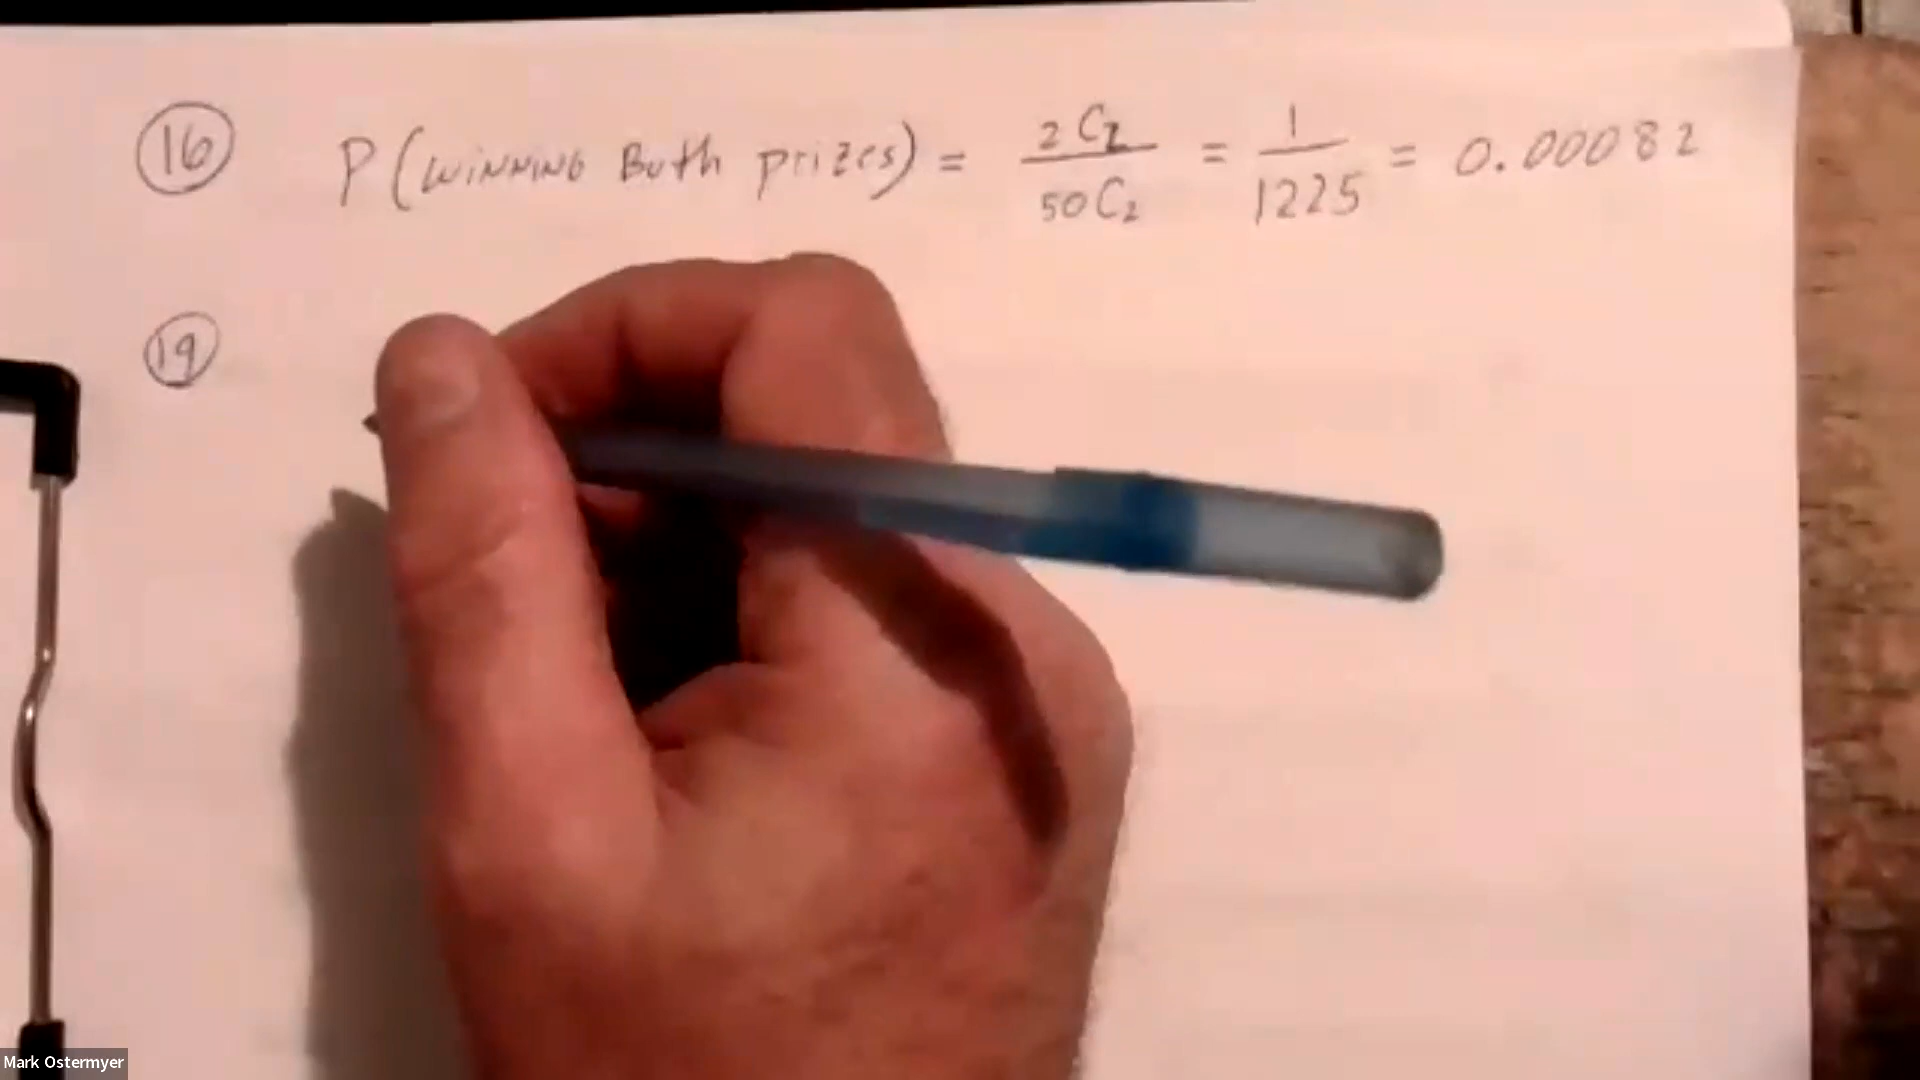 16 P(WINNING Both prizes) = 2C2/50C2 = 1/1225 = 0.00082
19
Mark Ostermyer